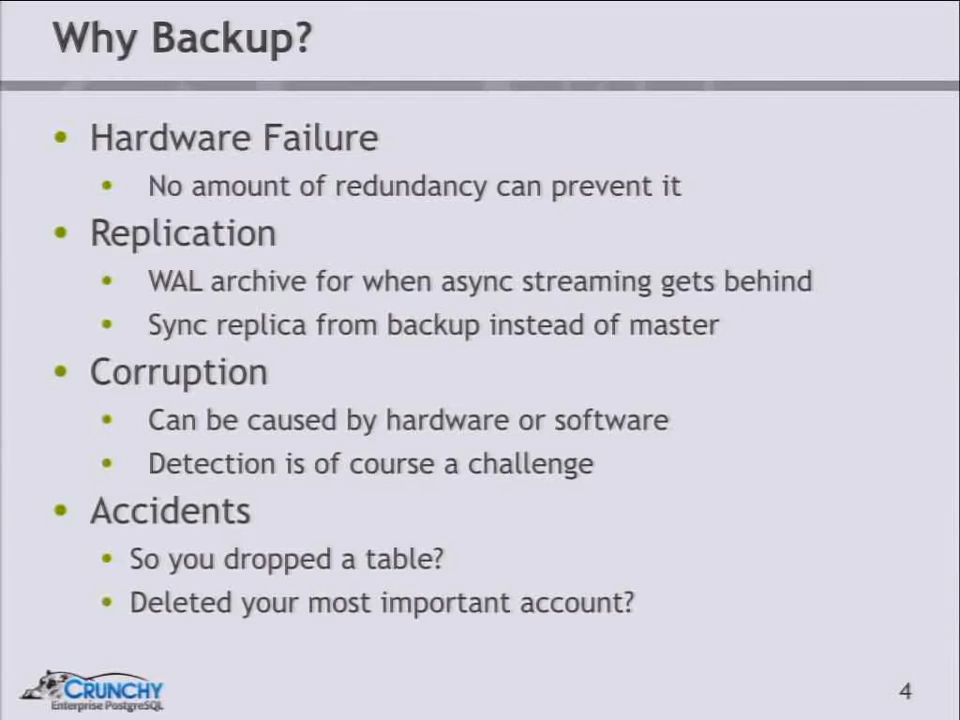 Why Backup?
• Hardware Failure
• No amount of redundancy can prevent it
• Replication
• WAL archive for when async streaming gets behind
• Sync replica from backup instead of master
• Corruption
• Can be caused by hardware or software
• Detection is of course a challenge
• Accidents
• So you dropped a table?
• Deleted your most important account?
CRUNCHY
Enterprise PostgreSQL
4